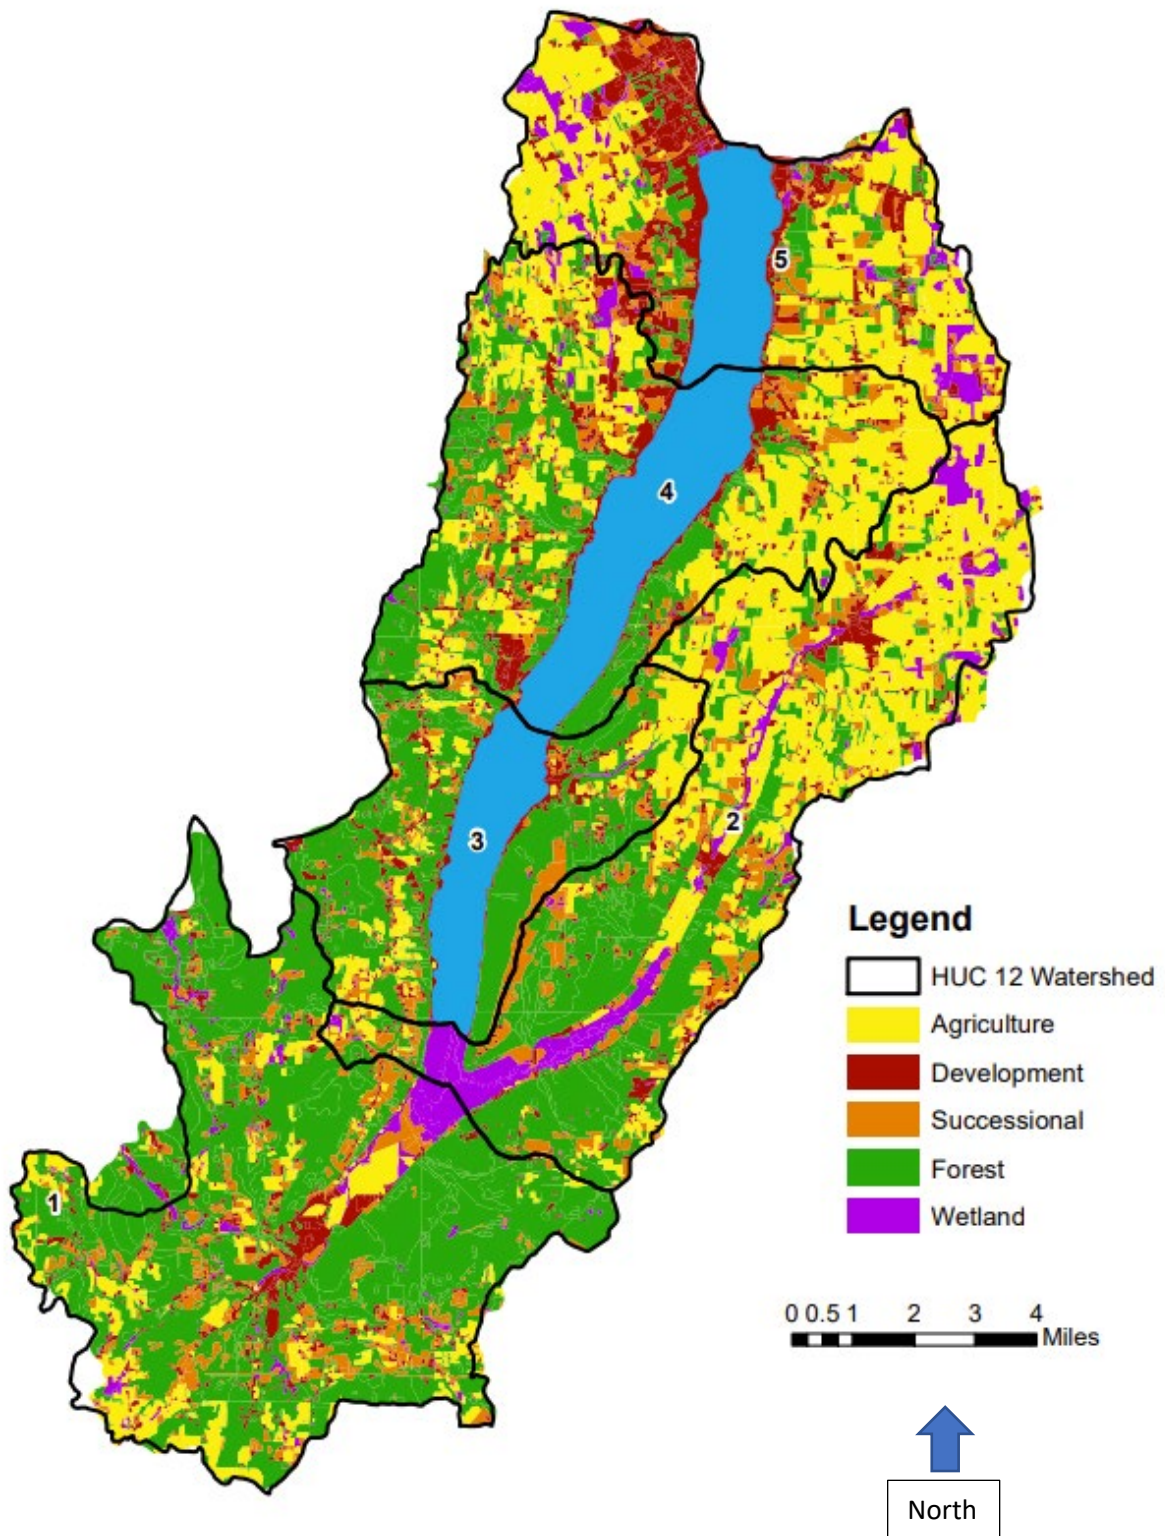 5
4
3
2
1
Legend
HUC 12 Watershed
Agriculture
Development
Successional
Forest
Wetland
0 0.5 1 2 3 4
Miles
North